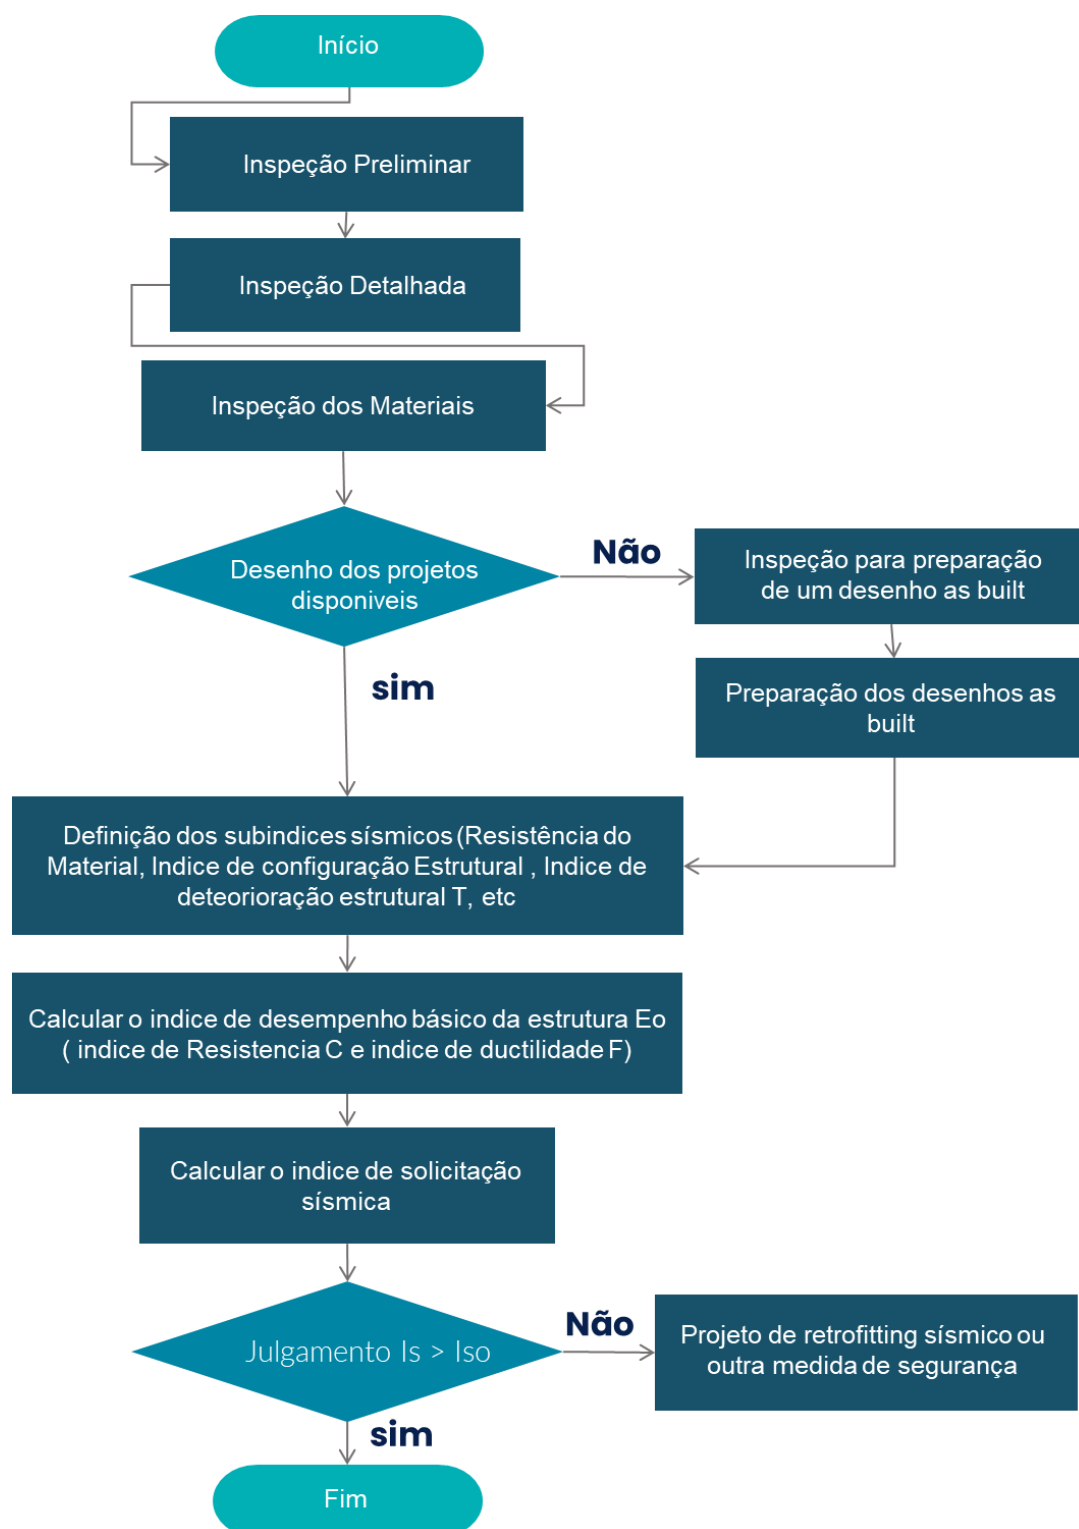 Início
Inspeção Preliminar
Inspeção Detalhada
Inspeção dos Materiais
Desenho dos projetos
disponiveis
Não
Inspeção para preparação
de um desenho as built
Preparação dos desenhos as
built
sim
Definição dos subindices sísmicos (Resistência do
Material, Indice de configuração Estrutural , Indice de
deteorioração estrutural T, etc
Calcular o indice de desempenho básico da estrutura Eo
( indice de Resistencia C e indice de ductilidade F)
Calcular o indice de solicitação
sísmica
Julgamento Is > Iso
Não
Projeto de retrofitting sísmico ou
outra medida de segurança
sim
Fim